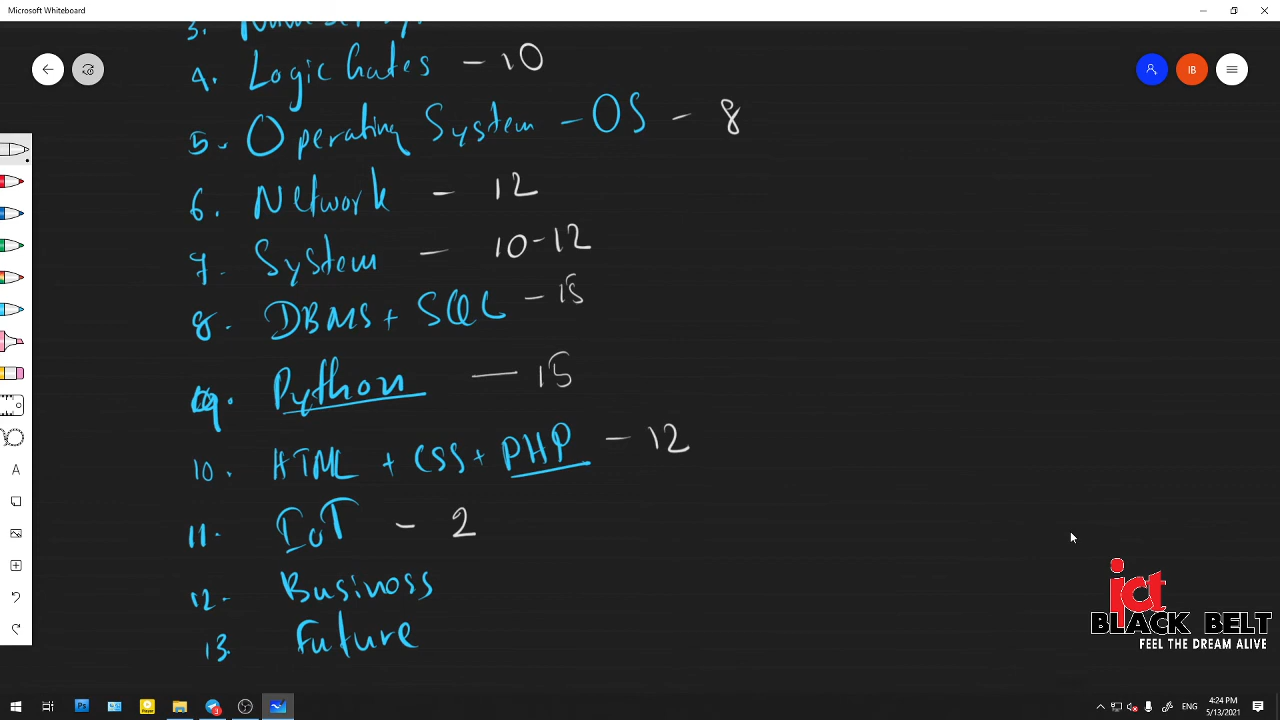 Microsoft Whiteboard
3.
4. Logic Gates - 10
5. Operating System - OS - 8
6. Network - 12
7. System - 10-12
8. DBMS + SQL - 15
9. Python - 15
10. HTML + CSS + PHP - 12
11. IoT - 2
12. Business
13. Future
IB
A
ict
BLACK BELT
FEEL THE DREAM ALIVE
ENG
4:24 PM
5/13/2021